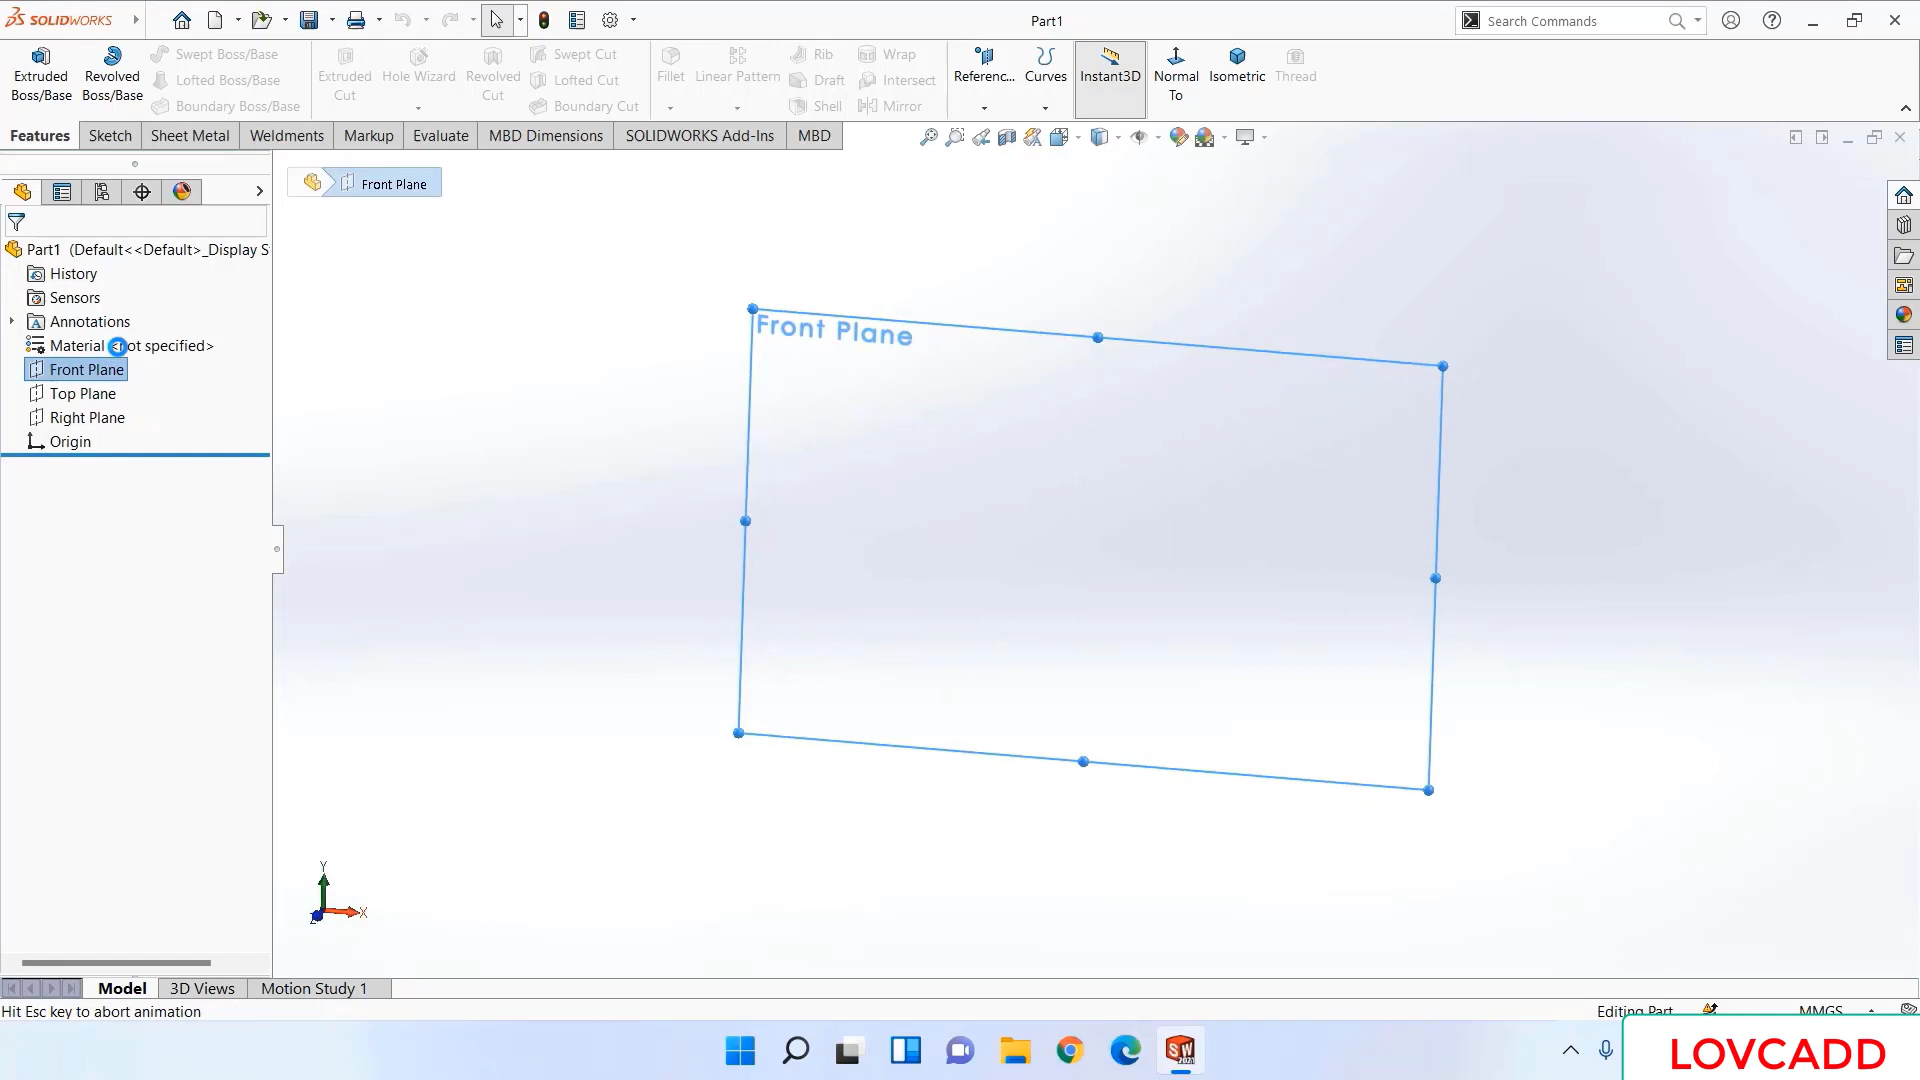 SOLIDWORKS
Part1
Search Commands
Extruded Boss/Base
Revolved Boss/Base
Swept Boss/Base
Lofted Boss/Base
Boundary Boss/Base
Extruded Cut
Hole Wizard
Revolved Cut
Swept Cut
Lofted Cut
Boundary Cut
Fillet
Linear Pattern
Rib
Draft
Shell
Wrap
Intersect
Mirror
Referenc...
Curves
Instant3D
Normal To
Isometric
Thread
Features
Sketch
Sheet Metal
Weldments
Markup
Evaluate
MBD Dimensions
SOLIDWORKS Add-Ins
MBD
Front Plane
Part1 (Default<<Default>_Display S
History
Sensors
Annotations
Material <not specified>
Front Plane
Top Plane
Right Plane
Origin
Front Plane
Y
X
Z
Model
3D Views
Motion Study 1
Hit Esc key to abort animation
Editing Part
MMGS
LOVCADD